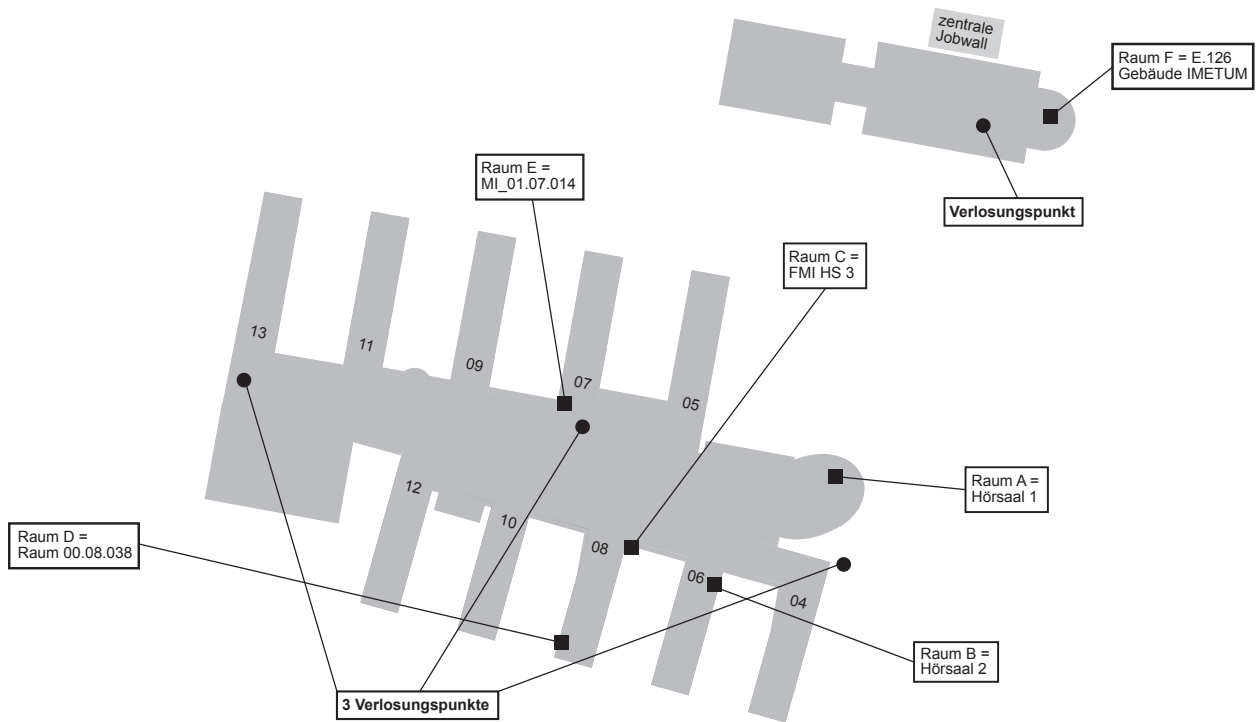 zentrale
Jobwall
Raum F = E.126
Gebäude IMETUM
Raum E =
MI_01.07.014
Verlosungspunkt
Raum C =
FMI HS 3
13
11
09
07
05
Raum A =
Hörsaal 1
12
10
08
06
04
Raum D =
Raum 00.08.038
Raum B =
Hörsaal 2
3 Verlosungspunkte